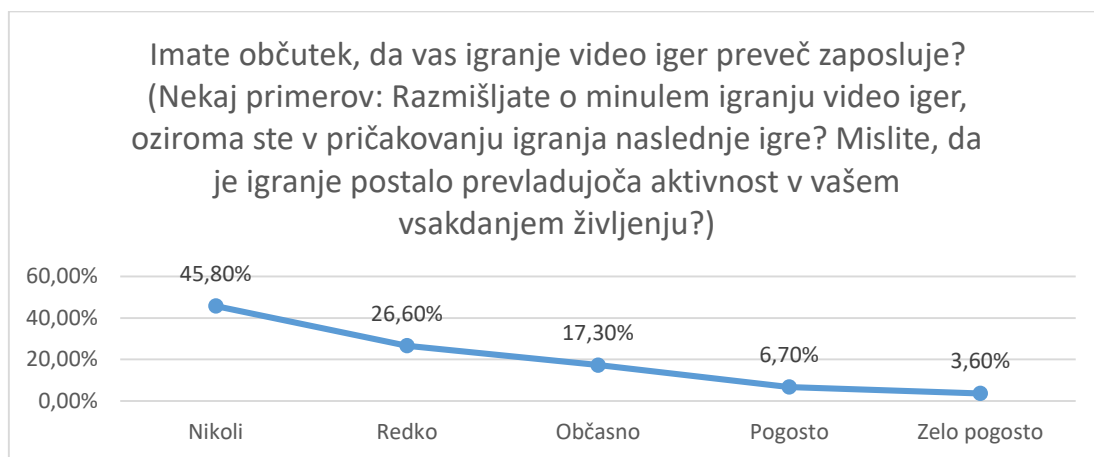 Imate občutek, da vas igranje video iger preveč zaposluje?
(Nekaj primerov: Razmišljate o minulem igranju video iger,
oziroma ste v pričakovanju igranja naslednje igre? Mislite, da
je igranje postalo prevladujoča aktivnost v vašem
vsakdanjem življenju?)
60,00%
40,00%
20,00%
0,00%
45,80%
26,60%
17,30%
6,70%
3,60%
Nikoli
Redko
Občasno
Pogosto
Zelo pogosto